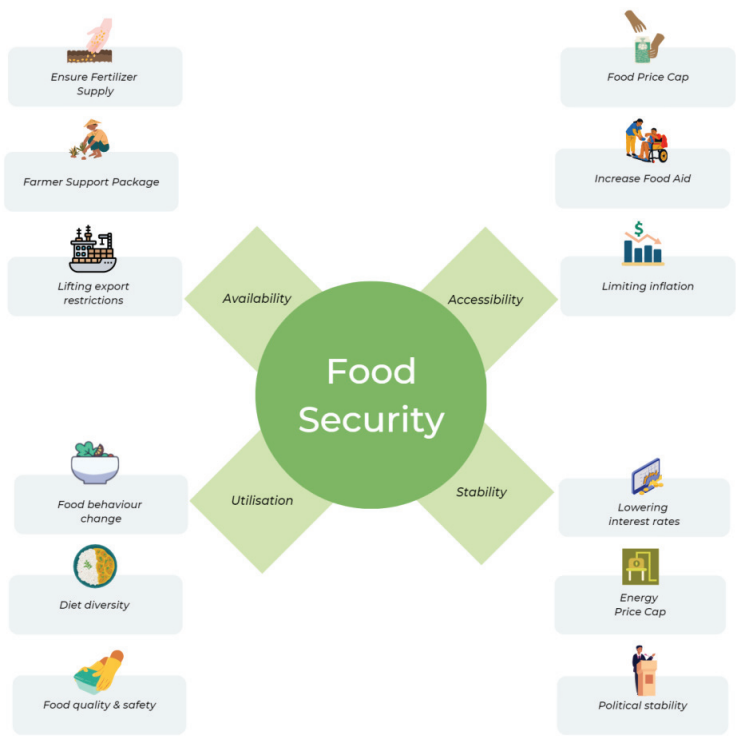 Ensure Fertilizer
Supply
Farmer Support Package
Lifting export
restrictions
Food Price Cap
Increase Food Aid
Limiting inflation
Availability
Accessibility
Food
Security
Utilisation
Stability
Food behaviour
change
Diet diversity
Food quality & safety
Lowering
interest rates
Energy
Price Cap
Political stability